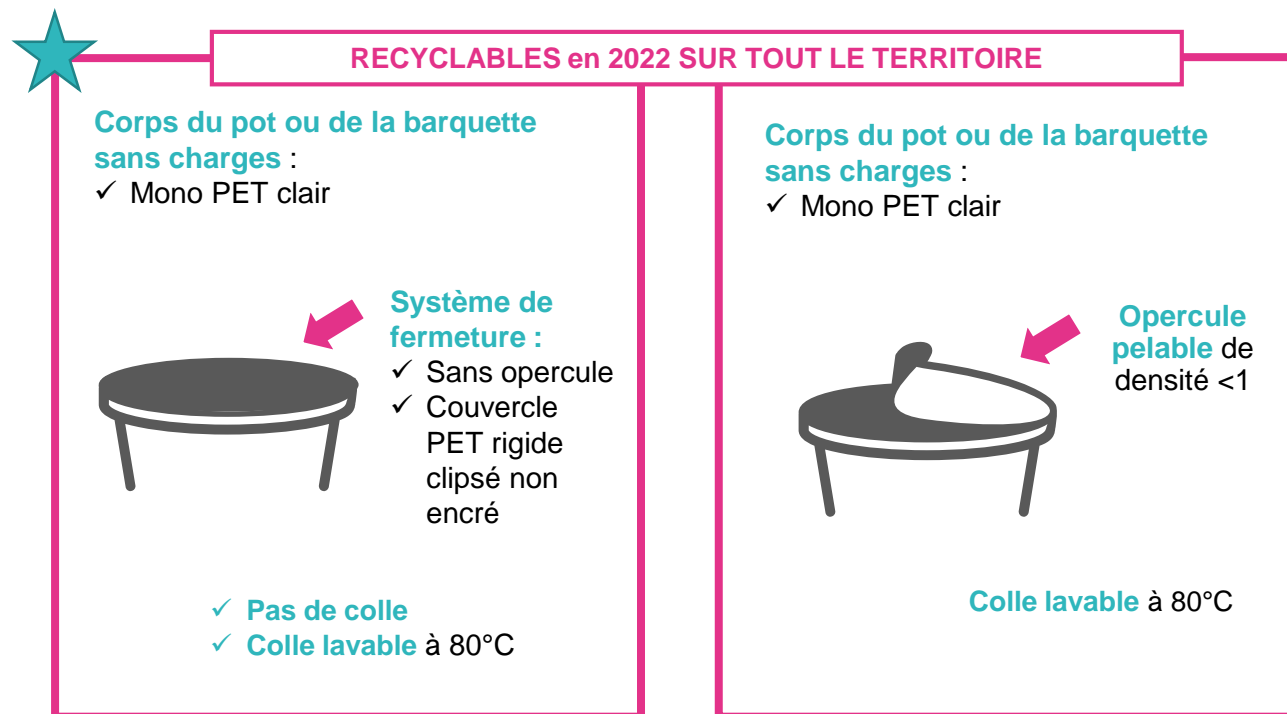 RECYCLABLES en 2022 SUR TOUT LE TERRITOIRE
Corps du pot ou de la barquette
sans charges :
✓ Mono PET clair
Système de
fermeture :
✓ Sans opercule
✓ Couvercle
PET rigide
clipsé non
encré
✓ Pas de colle
✓ Colle lavable à 80°C
Corps du pot ou de la barquette
sans charges :
✓ Mono PET clair
Opercule
pelable de
densité <1
Colle lavable à 80°C